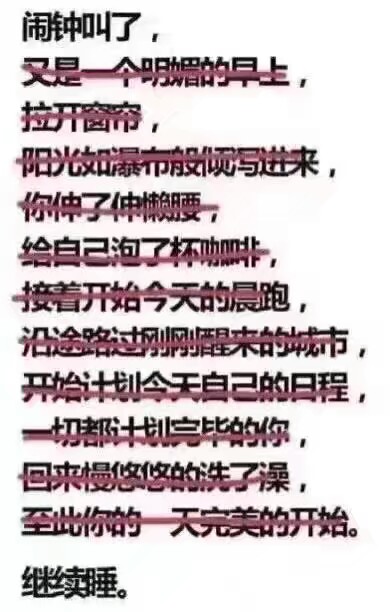 闹钟叫了，
又是一个明媚的早上，
拉开窗帘，
阳光如瀑布般倾泻进来，
你伸了伸懒腰，
给自己泡了杯咖啡，
接着开始今天的晨跑，
沿途路过刚刚醒来的城市，
开始计划今天自己的日程，
一切都计划完毕的你，
回来慢悠悠的洗了澡，
至此你的一天完美的开始。
继续睡。